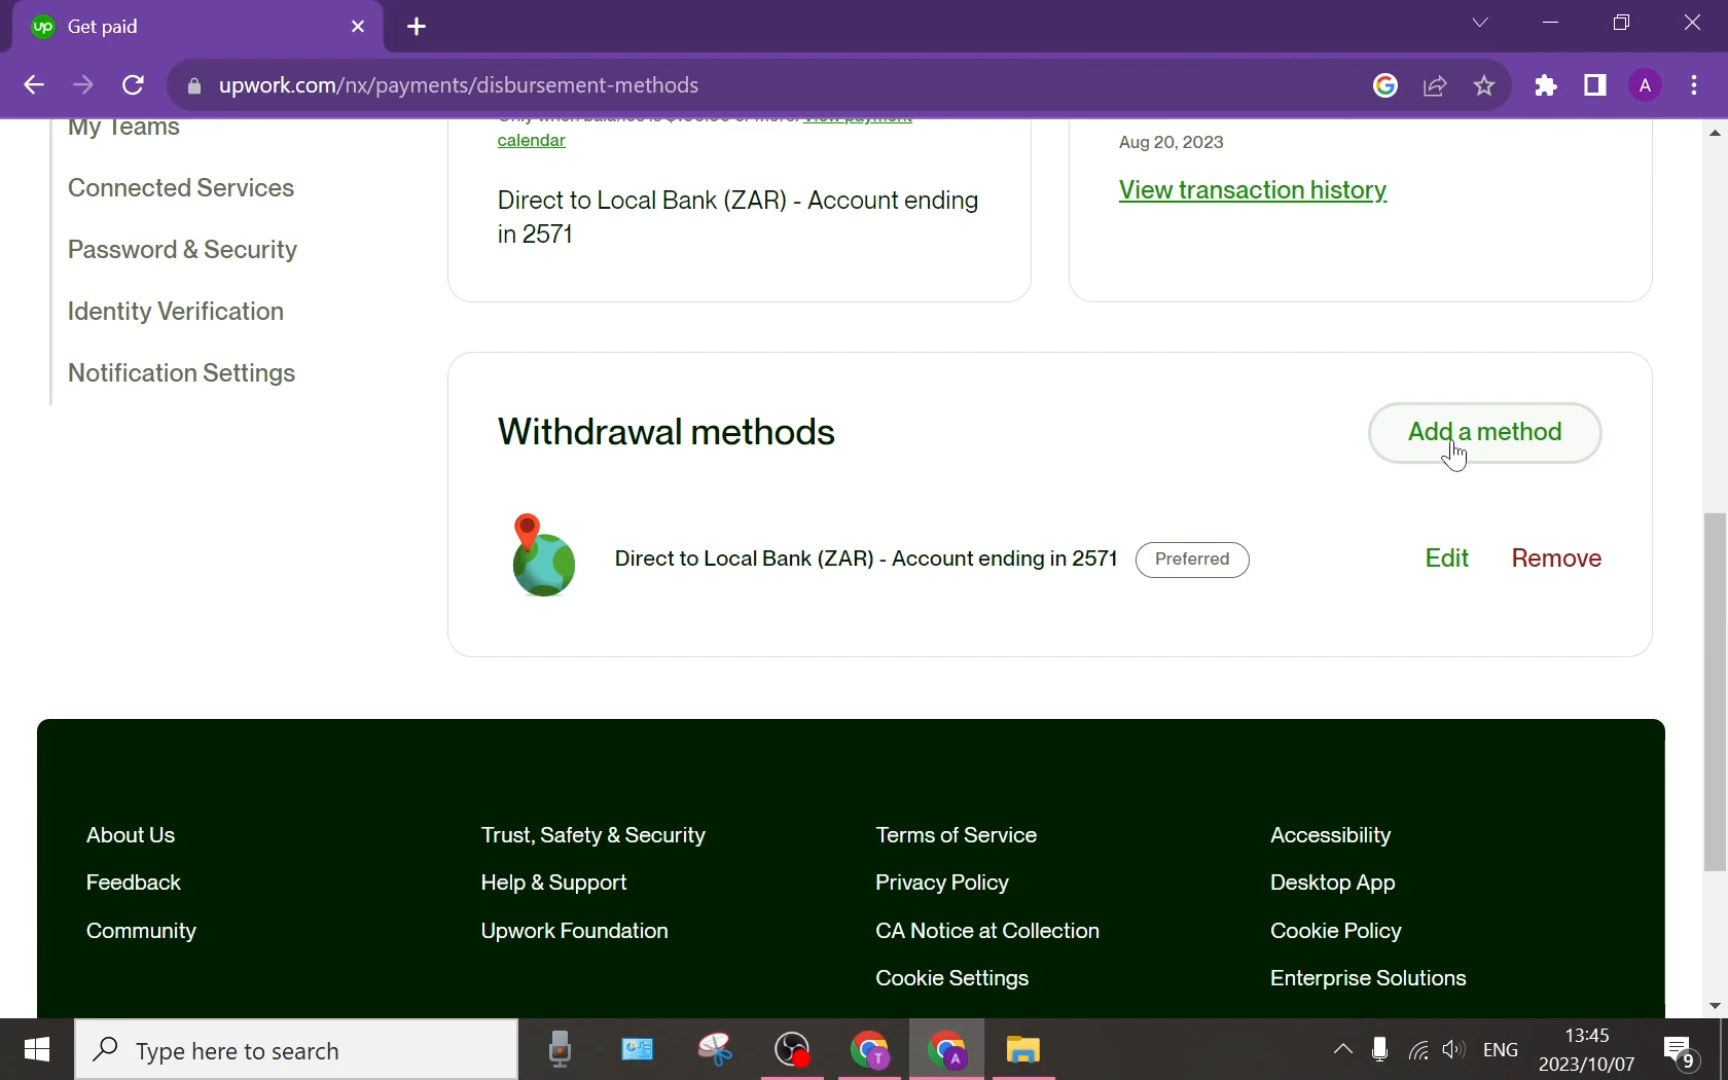 up Get paid
upwork.com/nx/payments/disbursement-methods
A
My Teams
calendar
Aug 20, 2023
Connected Services
Direct to Local Bank (ZAR) - Account ending
in 2571
View transaction history
Password & Security
Identity Verification
Notification Settings
Withdrawal methods
Add a method
Direct to Local Bank (ZAR) - Account ending in 2571
Preferred
Edit
Remove
About Us
Trust, Safety & Security
Terms of Service
Accessibility
Feedback
Help & Support
Privacy Policy
Desktop App
Community
Upwork Foundation
CA Notice at Collection
Cookie Policy
Cookie Settings
Enterprise Solutions
Type here to search
T
A
ENG
13:45
2023/10/07
9